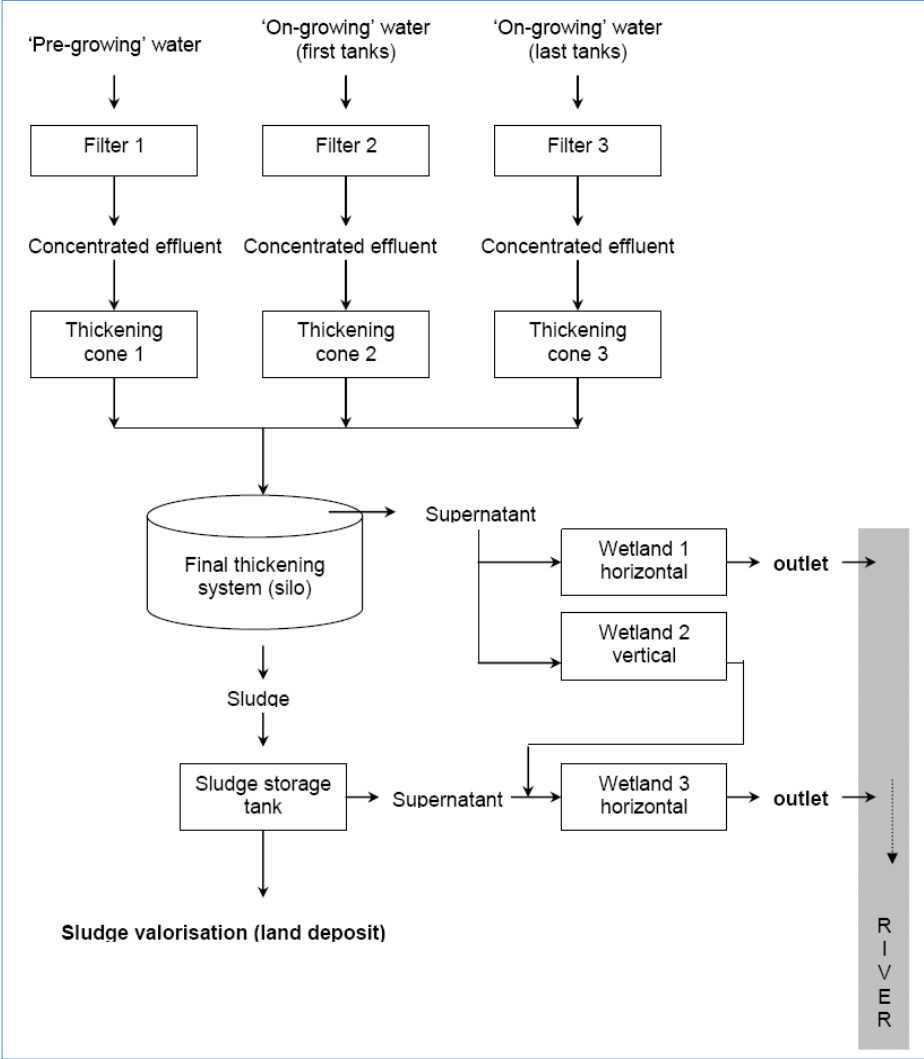 ‘Pre-growing’ water
‘On-growing’ water
(first tanks)
‘On-growing’ water
(last tanks)
Filter 1
Filter 2
Filter 3
Concentrated effluent
Concentrated effluent
Concentrated effluent
Thickening
cone 1
Thickening
cone 2
Thickening
cone 3
Supernatant
Final thickening
system (silo)
Wetland 1
horizontal
outlet
Wetland 2
vertical
Sludge
Sludge storage
tank
Supernatant
Wetland 3
horizontal
outlet
Sludge valorisation (land deposit)
R
I
V
E
R